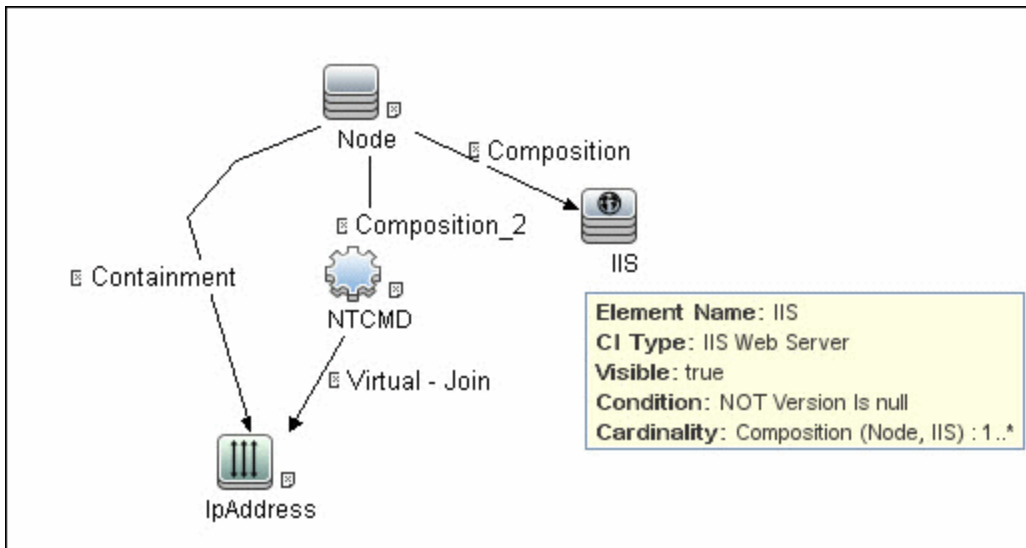 Node
Composition
Composition_2
IIS
Containment
NTCMD
Virtual - Join
IpAddress
Element Name: IIS
CI Type: IIS Web Server
Visible: true
Condition: NOT Version Is null
Cardinality: Composition (Node, IIS) : 1..*